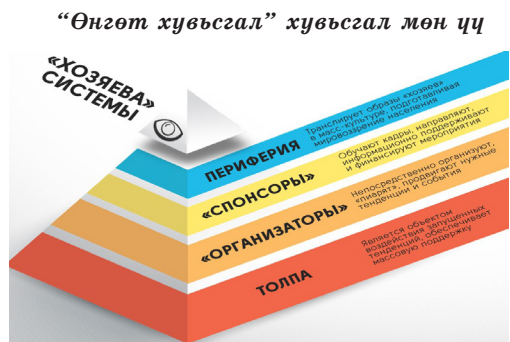 “Өнгөт хувьсгал” хувьсгал мөн үү
«ХОЗЯЕВА»
СИСТЕМЫ
ПЕРИФЕРИЯ
Транслирует образы «хозяев»
в масс-культуре, подготавливая
мировоззрение населения
«СПОНСОРЫ»
Обучают кадры, направляют,
информационно поддерживают
и финансируют мероприятия
«ОРГАНИЗАТОРЫ»
Непосредственно организуют,
«пиарят», продвигают нужные
тенденции и события
ТОЛПА
Является объектом
воздействия запущенных
тенденций, обеспечивает
массовую поддержку